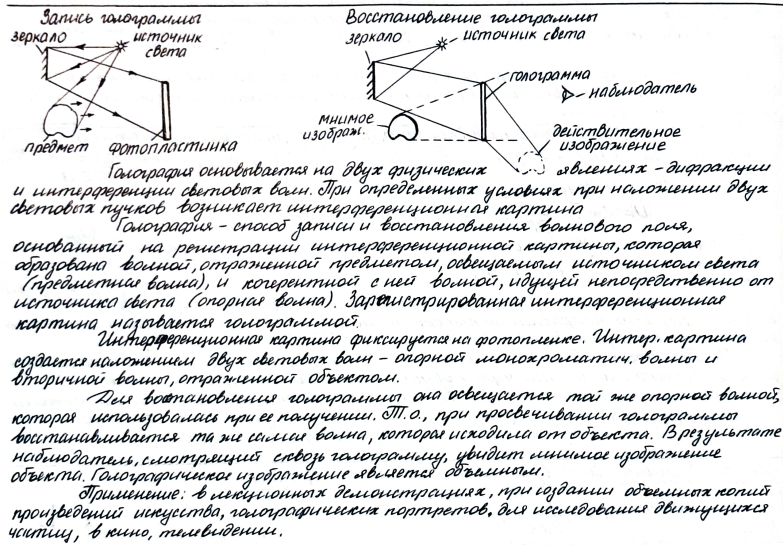 Запись голограммы
зеркало
источник
света
предмет
фотопластинка
Восстановление голограммы
зеркало
источник света
голограмма
наблюдатель
мнимое
изображ.
действительное
изображение
Голография основывается на двух физических явлениях - дифракции
и интерференции световых волн. При определенных условиях при наложении двух
световых пучков возникает интерференционная картина
Голография - способ записи и восстановления волнового поля,
основанный на регистрации интерференционной картины, которая
образована волной, отраженной предметом, освещаемым источником света
(предметная волна), и когерентной с ней волной, идущей непосредственно от
источника света (опорная волна). Зарегистрированная интерференционная
картина называется голограммой.
Интерференционная картина фиксируется на фотопленке. Интер. картина
создается наложением двух световых волн - опорной монохроматич. волны и
вторичной волны, отраженной объектом.
Для востановления голограммы она освещается той же опорной волной,
которая использовалась при ее получении. Т.о., при просвечивании голограммы
восстанавливается та же самая волна, которая исходила от объекта. В результате
наблюдатель, смотрящий сквозь голограмму, увидит мнимое изображение
объекта. Голографическое изображение является объемным.
Применение: в лекционных демонстрациях, при создании объемных копий
произведений искусства, голографических портретов, для исследования движущихся
частиц, в кино, телевидении.